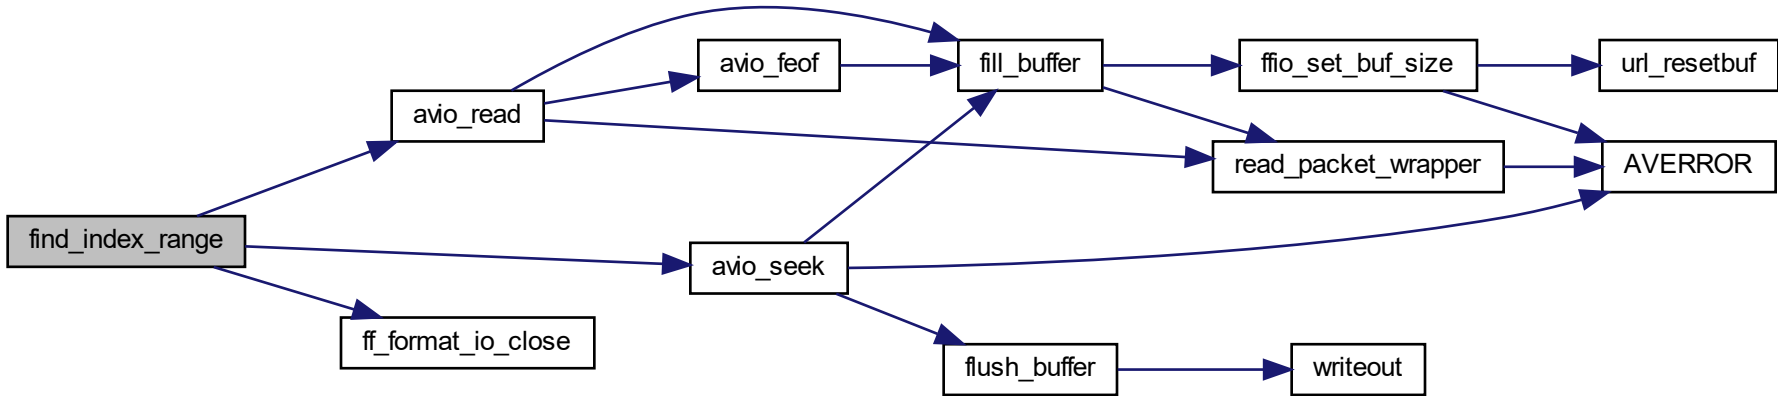 find_index_range
avio_read
ff_format_io_close
avio_feof
avio_seek
fill_buffer
flush_buffer
ffio_set_buf_size
read_packet_wrapper
writeout
url_resetbuf
AVERROR